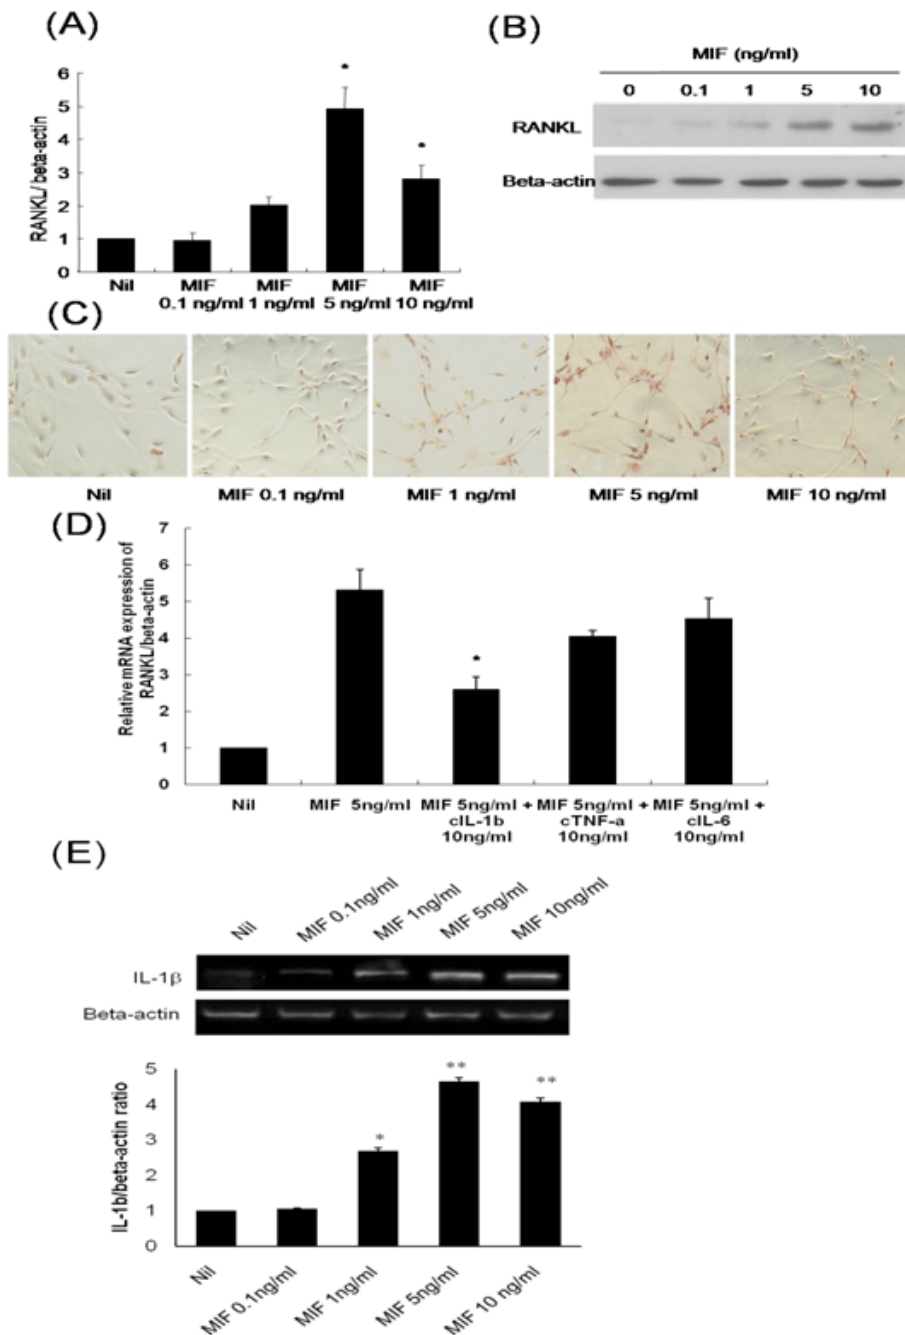 (A)
RANKL/ beta-actin
6
5
4
3
2
1
0
*
*
Nil
MIF
0.1 ng/ml
MIF
1 ng/ml
MIF
5 ng/ml
MIF
10 ng/ml
(B)
MIF (ng/ml)
0 0.1 1 5 10
RANKL
Beta-actin
(C)
Nil
MIF 0.1 ng/ml
MIF 1 ng/ml
MIF 5 ng/ml
MIF 10 ng/ml
(D)
Relative mRNA expression of
RANKL/beta-actin
7
6
5
4
3
2
1
0
*
Nil
MIF 5ng/ml
MIF 5ng/ml +
cIL-1b
10ng/ml
MIF 5ng/ml +
cTNF-a
10ng/ml
MIF 5ng/ml +
cIL-6
10ng/ml
(E)
Nil
MIF 0.1ng/ml
MIF 1ng/ml
MIF 5ng/ml
MIF 10ng/ml
IL-1β
Beta-actin
IL-1b/beta-actin ratio
5
4
3
2
1
0
*
**
**
Nil
MIF 0.1ng/ml
MIF 1ng/ml
MIF 5ng/ml
MIF 10 ng/ml